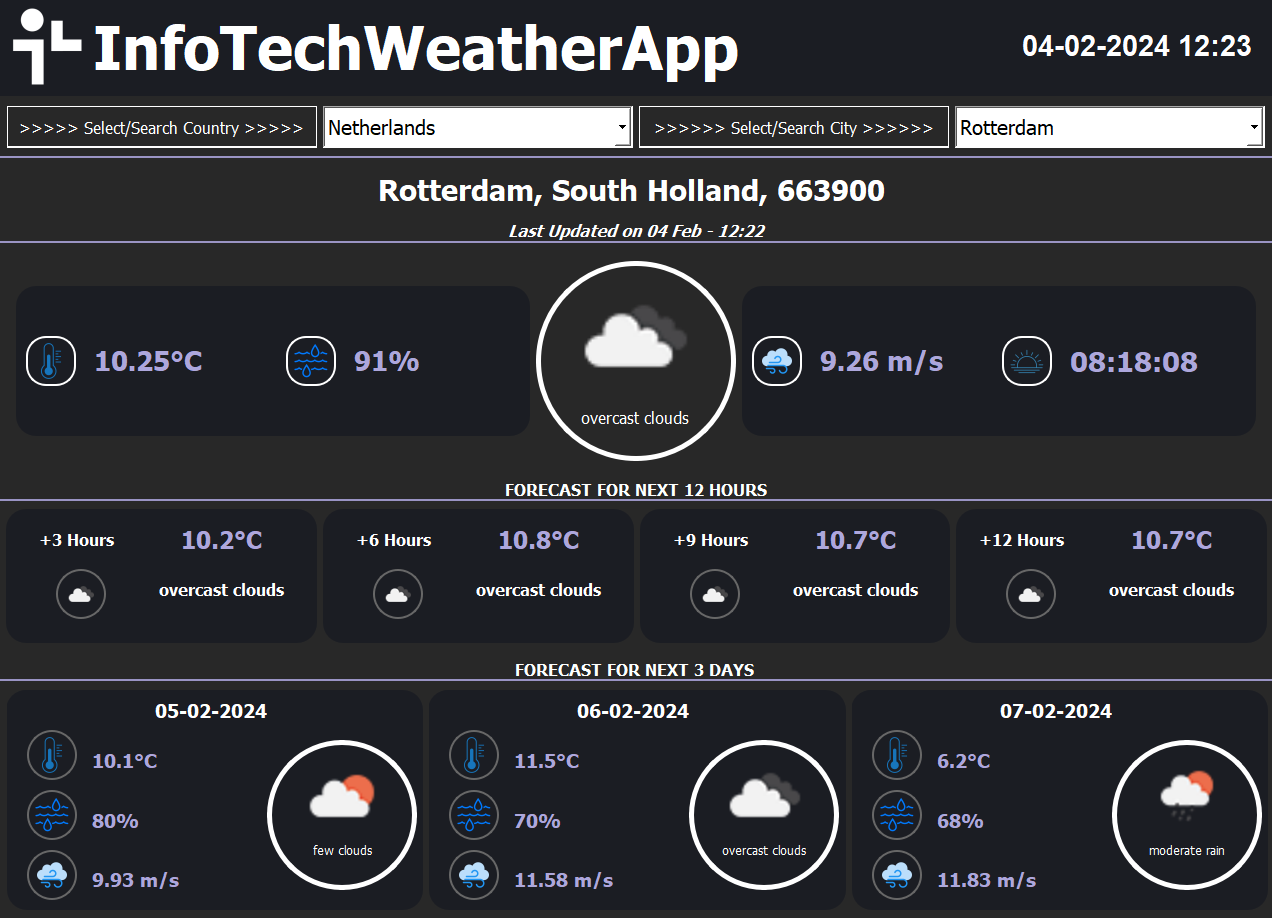 InfoTechWeatherApp 04-02-2024 12:23
>>>>> Select/Search Country >>>>> Netherlands >>>>>> Select/Search City >>>>>> Rotterdam
Rotterdam, South Holland, 663900
Last Updated on 04 Feb - 12:22
10.25°C 91% 9.26 m/s 08:18:08
overcast clouds
FORECAST FOR NEXT 12 HOURS
+3 Hours 10.2°C +6 Hours 10.8°C +9 Hours 10.7°C +12 Hours 10.7°C
overcast clouds overcast clouds overcast clouds overcast clouds
FORECAST FOR NEXT 3 DAYS
05-02-2024 06-02-2024 07-02-2024
10.1°C 11.5°C 6.2°C
80% 70% 68%
few clouds overcast clouds moderate rain
9.93 m/s 11.58 m/s 11.83 m/s